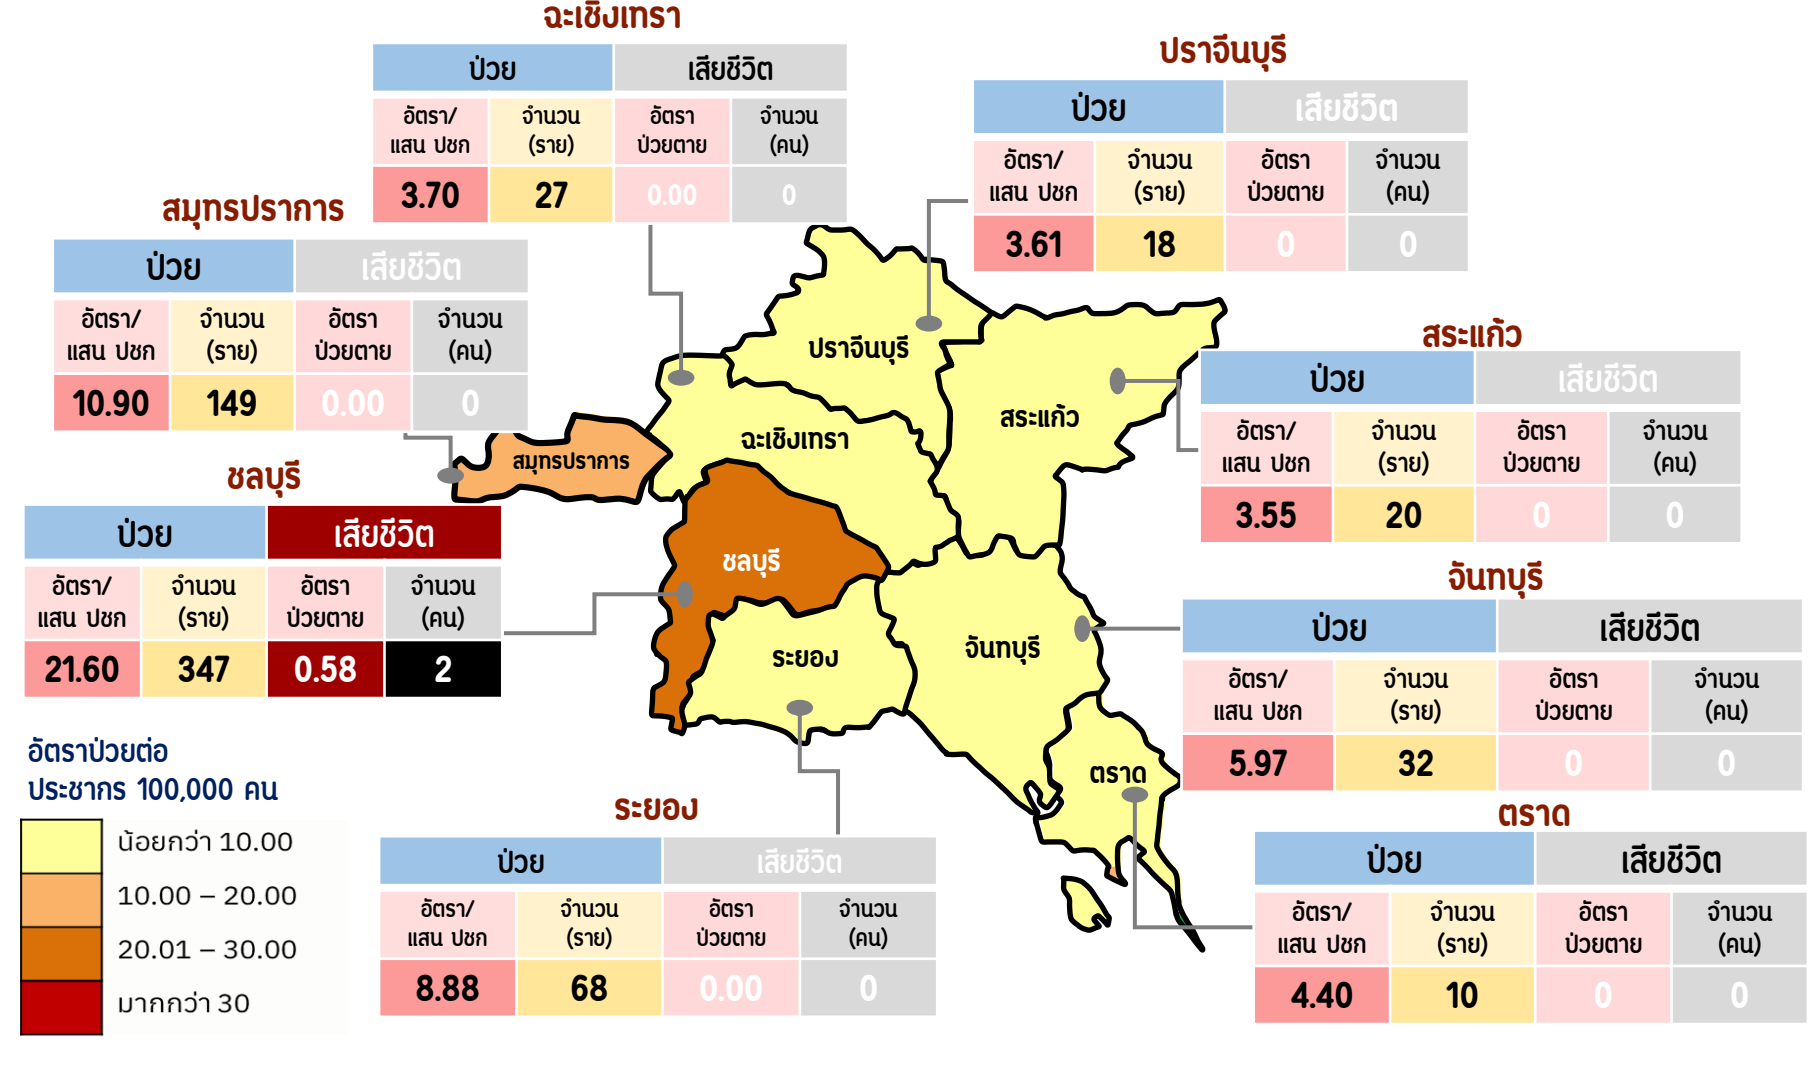 ฉะเชิงเทรา
ป่วย เสียชีวิต
อัตรา/ จำนวน อัตรา จำนวน
แสน ปชก (ราย) ป่วยตาย (คน)
3.70 27 0.00 0
ปราจีนบุรี
ป่วย เสียชีวิต
อัตรา/ จำนวน อัตรา จำนวน
แสน ปชก (ราย) ป่วยตาย (คน)
3.61 18 0 0
สมุทรปราการ
ป่วย เสียชีวิต
อัตรา/ จำนวน อัตรา จำนวน
แสน ปชก (ราย) ป่วยตาย (คน)
10.90 149 0.00 0
สระแก้ว
ป่วย เสียชีวิต
อัตรา/ จำนวน อัตรา จำนวน
แสน ปชก (ราย) ป่วยตาย (คน)
3.55 20 0 0
ปราจีนบุรี
สระแก้ว
ฉะเชิงเทรา
สมุทรปราการ
ชลบุรี
ระยอง
จันทบุรี
ตราด
ชลบุรี
ป่วย เสียชีวิต
อัตรา/ จำนวน อัตรา จำนวน
แสน ปชก (ราย) ป่วยตาย (คน)
21.60 347 0.58 2
จันทบุรี
ป่วย เสียชีวิต
อัตรา/ จำนวน อัตรา จำนวน
แสน ปชก (ราย) ป่วยตาย (คน)
5.97 32 0 0
อัตราป่วยต่อ
ประชากร 100,000 คน
น้อยกว่า 10.00
10.00 – 20.00
20.01 – 30.00
มากกว่า 30
ระยอง
ป่วย เสียชีวิต
อัตรา/ จำนวน อัตรา จำนวน
แสน ปชก (ราย) ป่วยตาย (คน)
8.88 68 0.00 0
ตราด
ป่วย เสียชีวิต
อัตรา/ จำนวน อัตรา จำนวน
แสน ปชก (ราย) ป่วยตาย (คน)
4.40 10 0 0